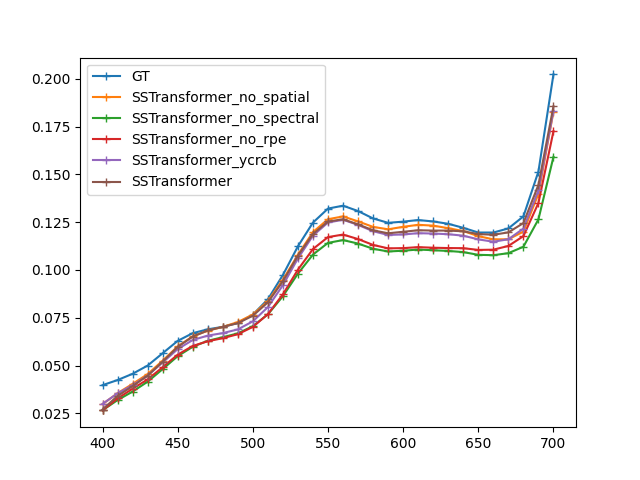 GT
SSTransformer_no_spatial
SSTransformer_no_spectral
SSTransformer_no_rpe
SSTransformer_ycrcb
SSTransformer
0.200
0.175
0.150
0.125
0.100
0.075
0.050
0.025
400 450 500 550 600 650 700